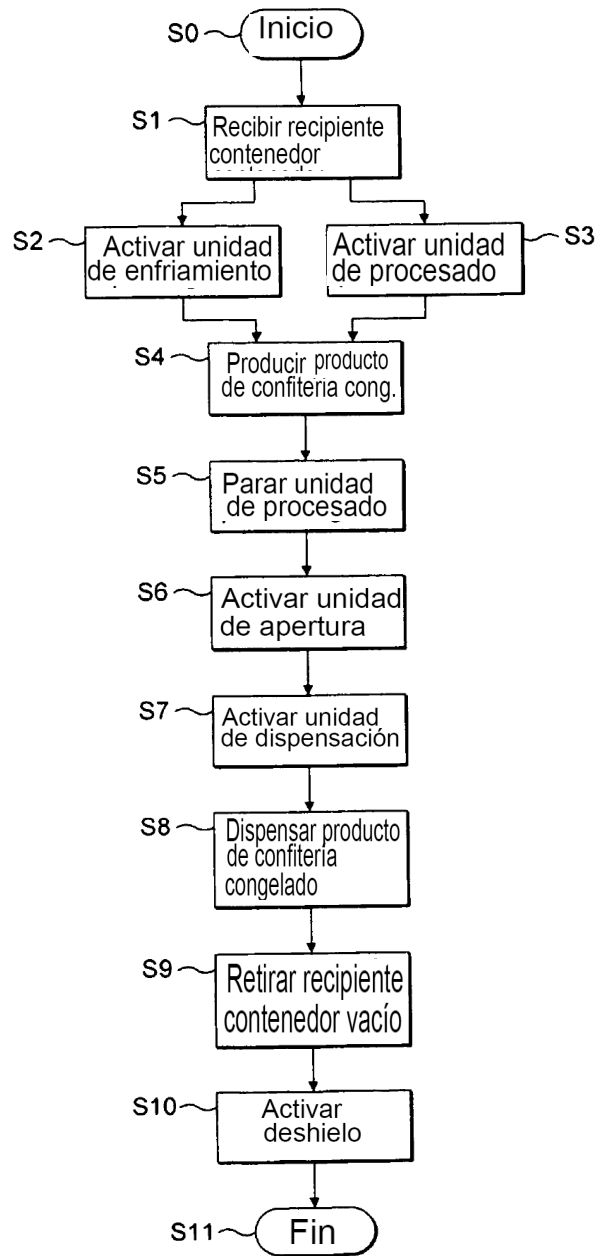 S0
Inicio
S1
Recibir recipiente
contenedor
S2
Activar unidad
de enfriamiento
Activar unidad
de procesado
S3
S4
Producir producto
de confitería cong.
S5
Parar unidad
de procesado
S6
Activar unidad
de apertura
S7
Activar unidad
de dispensación
S8
Dispensar producto
de confitería
congelado
S9
Retirar recipiente
contenedor vacío
S10
Activar
deshielo
S11
Fin